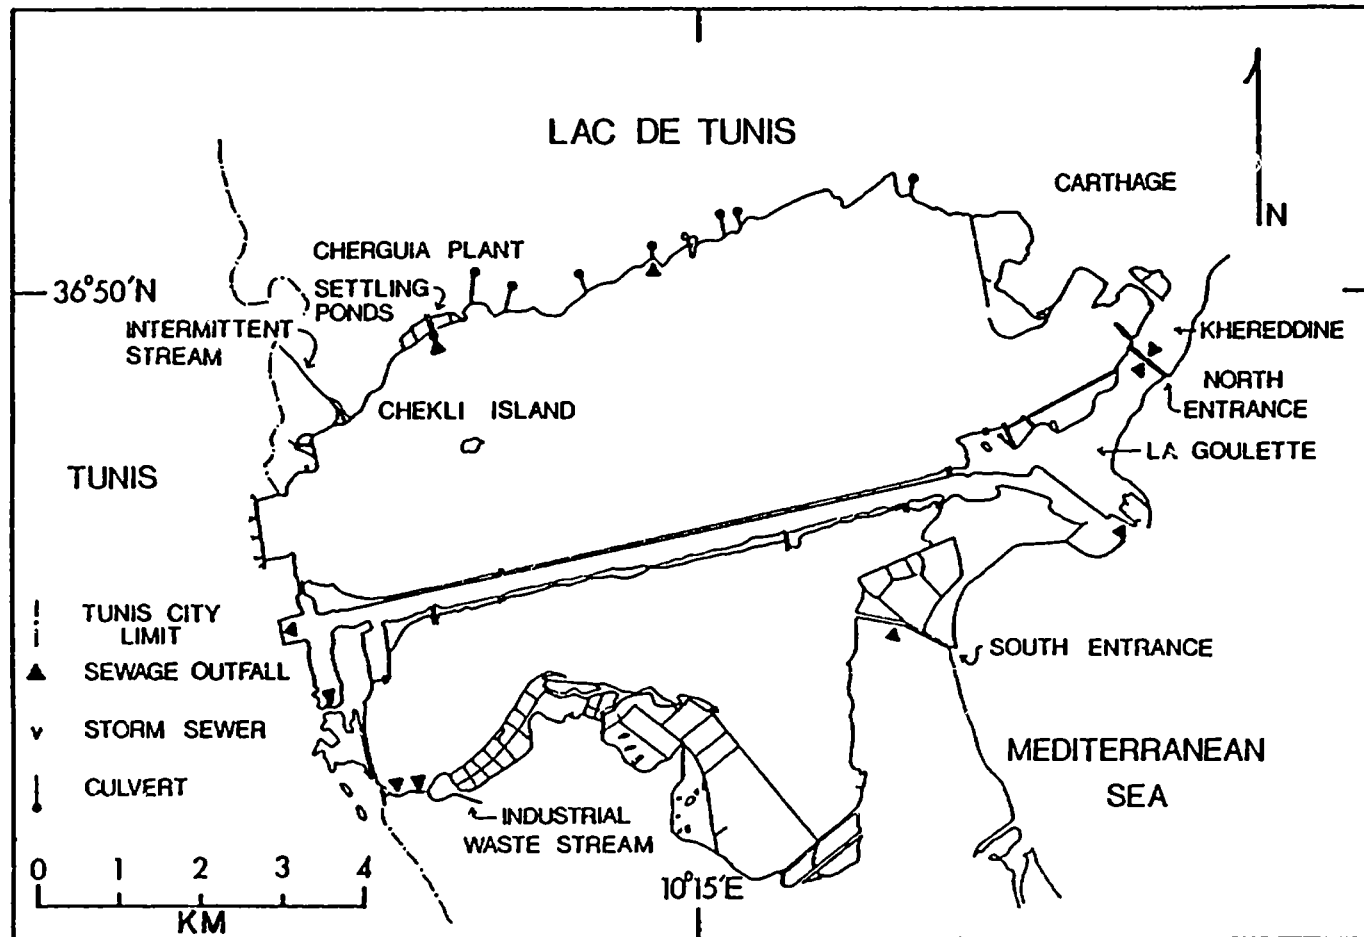 LAC DE TUNIS
CARTHAGE
N
CHERGUIA PLANT
SETTLING
PONDS
36°50'N
INTERMITTENT
STREAM
KHEREDDINE
NORTH
ENTRANCE
CHEKLI ISLAND
LA GOULETTE
TUNIS
TUNIS CITY
LIMIT
SEWAGE OUTFALL
STORM SEWER
CULVERT
SOUTH ENTRANCE
MEDITERRANEAN
SEA
INDUSTRIAL
WASTE STREAM
0 1 2 3 4
KM
10°15'E